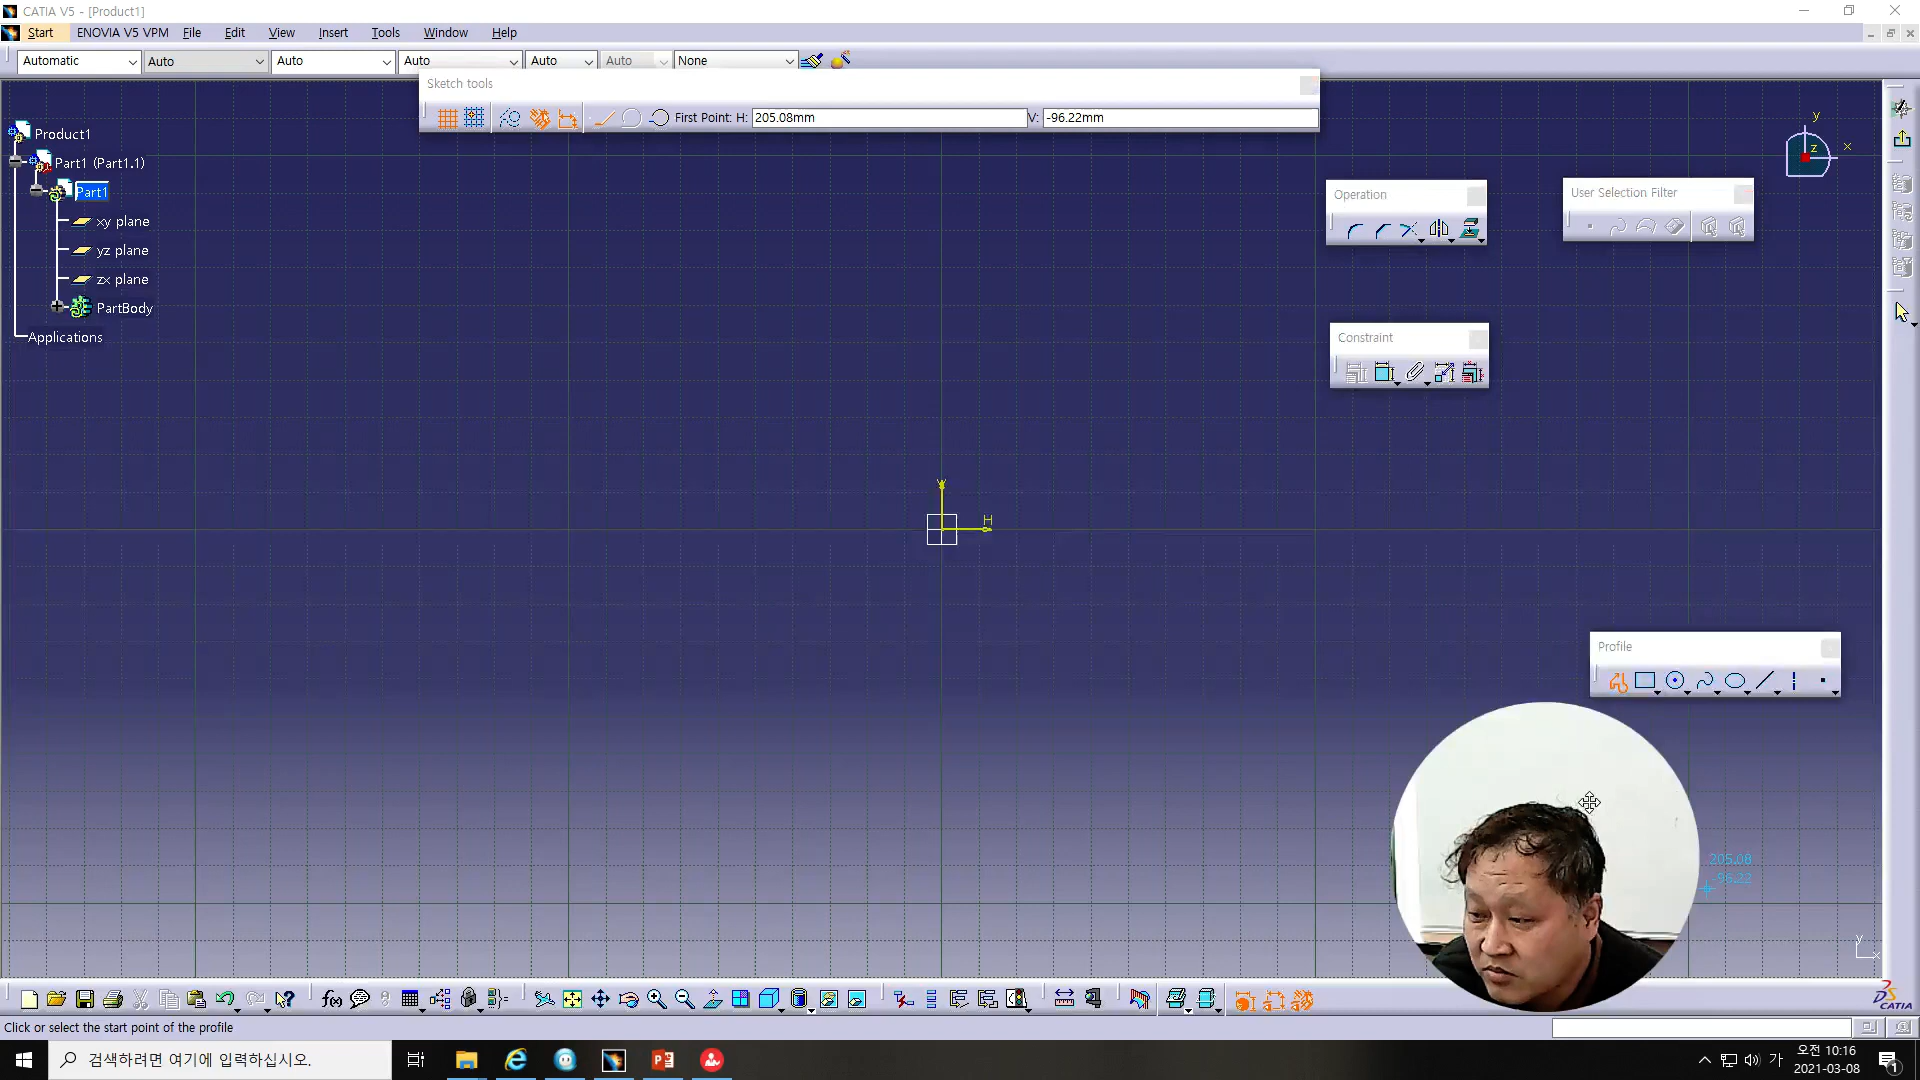 CATIA V5 - [Product1]
Start ENOVIA V5 VPM File Edit View Insert Tools Window Help
Automatic Auto Auto Auto Auto Auto None
Sketch tools
First Point: H: 205.08mm V: -96.22mm
Product1
Part1 (Part1.1)
Part1
xy plane
yz plane
zx plane
PartBody
Applications
y
x
z
Operation
User Selection Filter
Constraint
V
H
Profile
205.08
-96.22
y
x
f(x)
CATIA
Click or select the start point of the profile
검색하려면 여기에 입력하십시오.
가
오전 10:16
2021-03-08
1